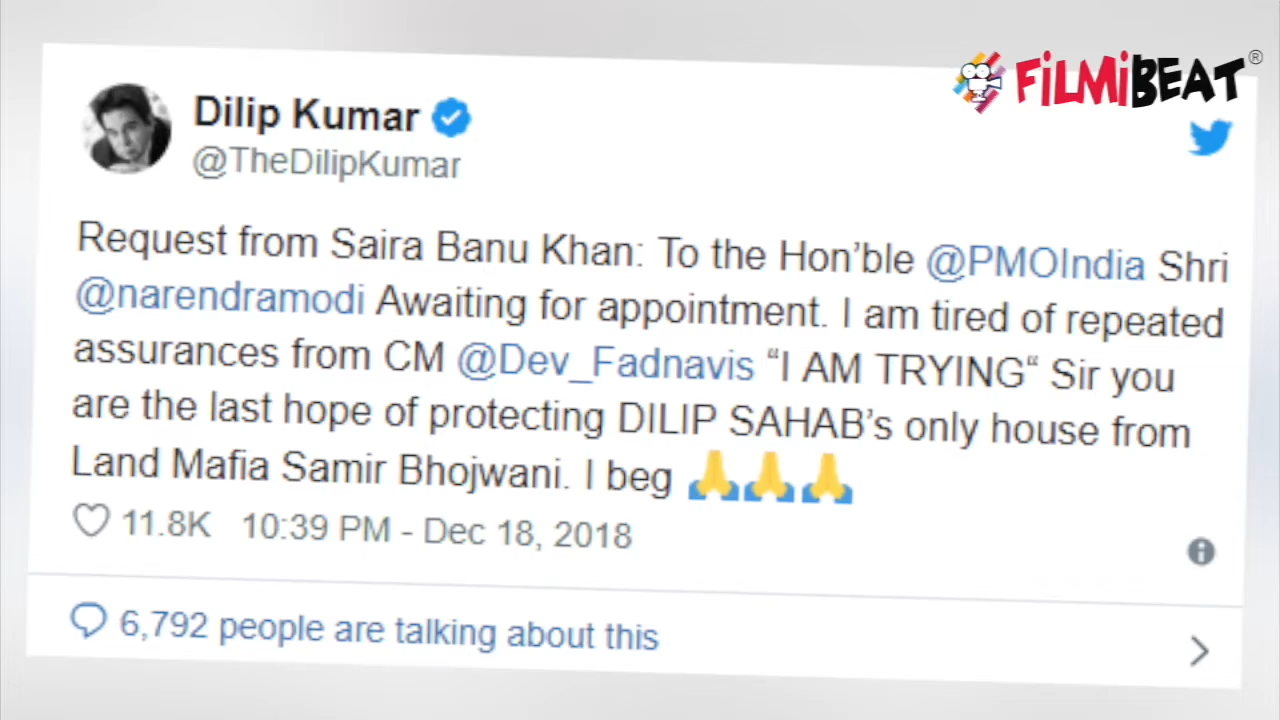 FiLMiBEAT®
Dilip Kumar
@TheDilipKumar
Request from Saira Banu Khan: To the Hon’ble @PMOIndia Shri
@narendramodi Awaiting for appointment. I am tired of repeated
assurances from CM @Dev_Fadnavis “I AM TRYING“ Sir you
are the last hope of protecting DILIP SAHAB’s only house from
Land Mafia Samir Bhojwani. I beg 🙏🙏🙏
11.8K 10:39 PM - Dec 18, 2018
6,792 people are talking about this